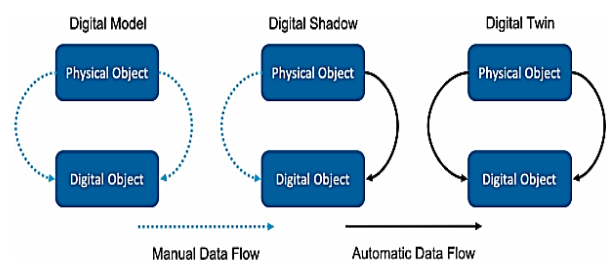 Digital Model
Digital Shadow
Digital Twin
Physical Object
Physical Object
Physical Object
Digital Object
Digital Object
Digital Object
Manual Data Flow
Automatic Data Flow